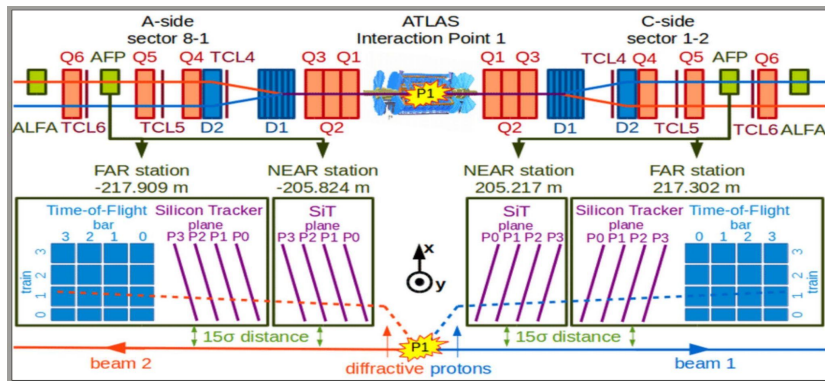 A-side
sector 8-1
ATLAS
Interaction Point 1
C-side
sector 1-2
Q6 AFP Q5 Q4 TCL4 Q3 Q1 Q1 Q3 TCL4 Q4 Q5 AFP Q6
P1
ALFA TCL6 TCL5 D2 D1 Q2 Q2 D1 D2 TCL5 TCL6 ALFA
FAR station
-217.909 m
NEAR station
-205.824 m
NEAR station
205.217 m
FAR station
217.302 m
Time-of-Flight
bar
3 2 1 0
train
3
2
1
0
Silicon Tracker
plane
P3 P2 P1 P0
SiT
plane
P3 P2 P1 P0
x
y
SiT
plane
P0 P1 P2 P3
Silicon Tracker
plane
P0 P1 P2 P3
Time-of-Flight
bar
0 1 2 3
3
2
1
0
train
15σ distance
15σ distance
P1
beam 2
diffractive protons
beam 1